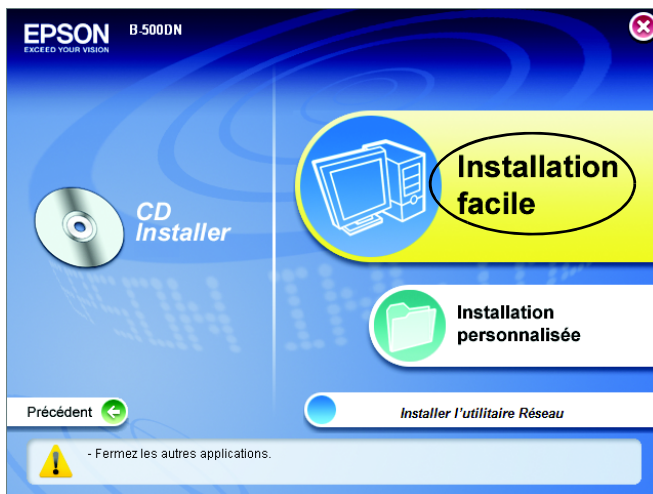 EPSON
EXCEED YOUR VISION
B-500DN
Installation
facile
CD
Installer
Installation
personnalisée
Précédent
Installer l'utilitaire Réseau
- Fermez les autres applications.